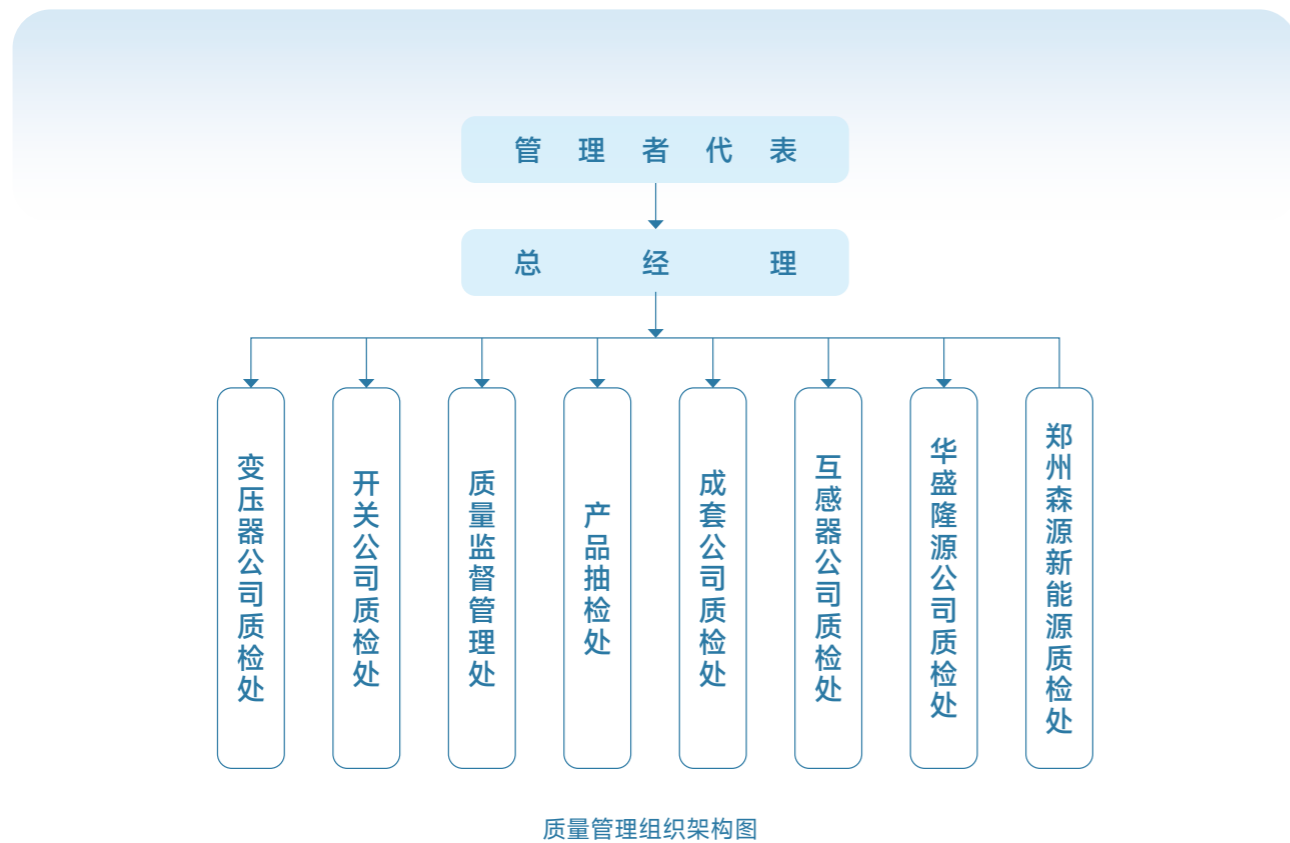 管理者代表
总经理
变压器公司质检处
开关公司质检处
质量监督管理处
产品抽检处
成套公司质检处
互感器公司质检处
华盛隆源公司质检处
郑州森源新能源质检处
质量管理组织架构图